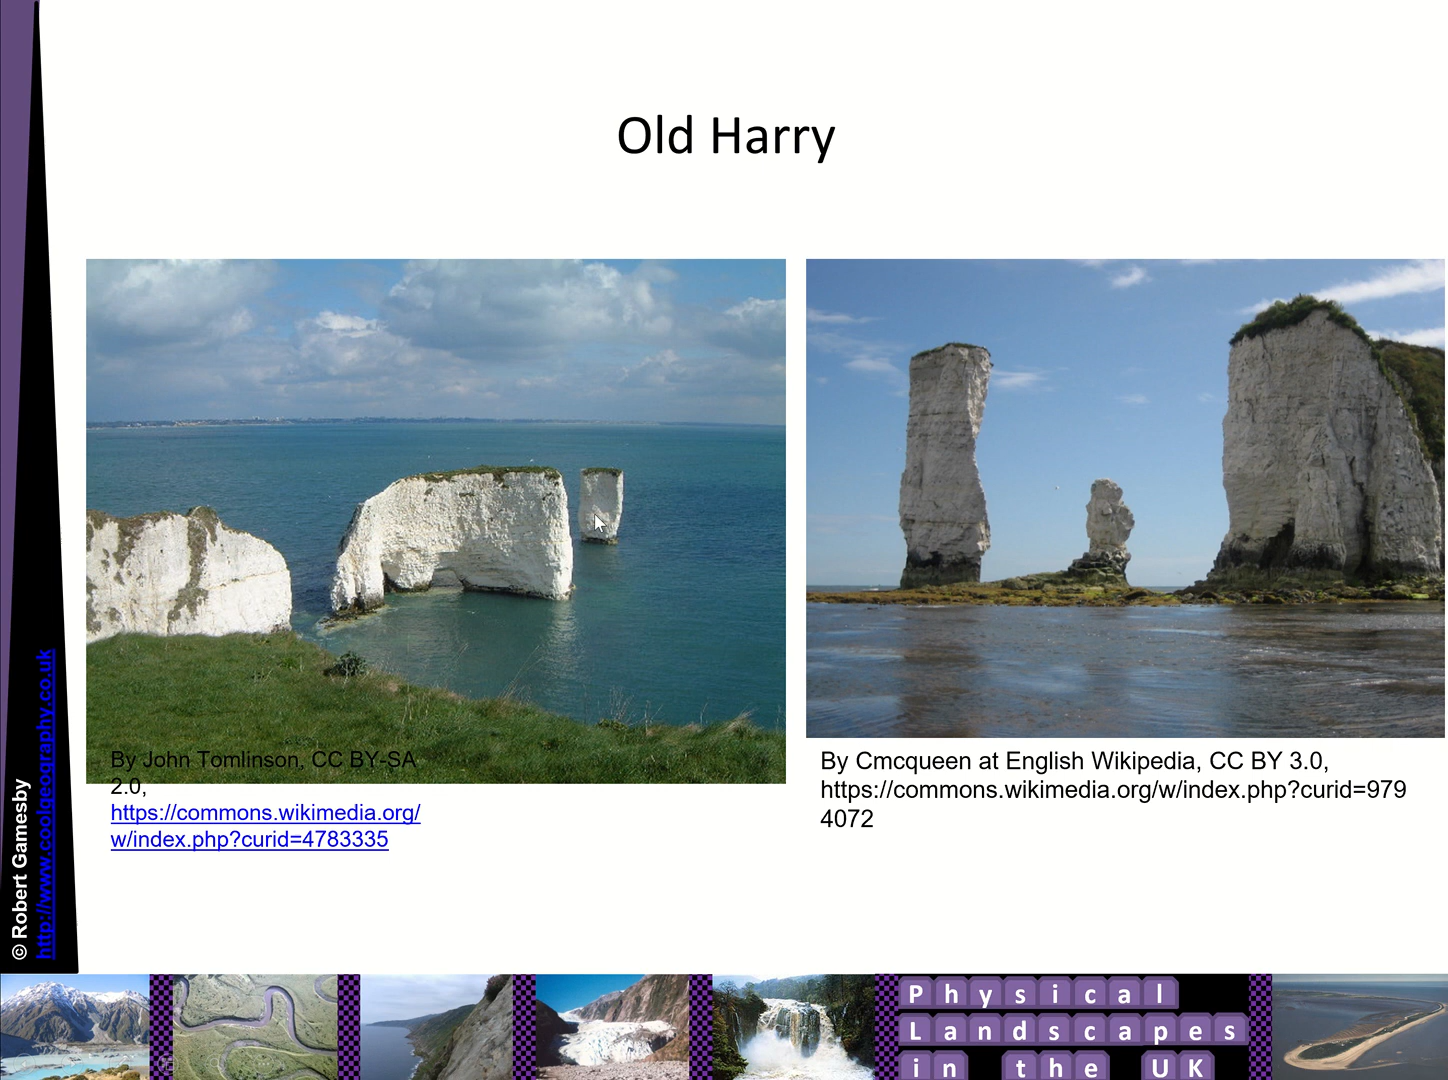 Old Harry
By John Tomlinson, CC BY-SA
2.0,
https://commons.wikimedia.org/
w/index.php?curid=4783335
By Cmcqueen at English Wikipedia, CC BY 3.0,
https://commons.wikimedia.org/w/index.php?curid=979
4072
© Robert Gamesby
http://www.coolgeography.co.uk
Physical
Landscapes
in the UK